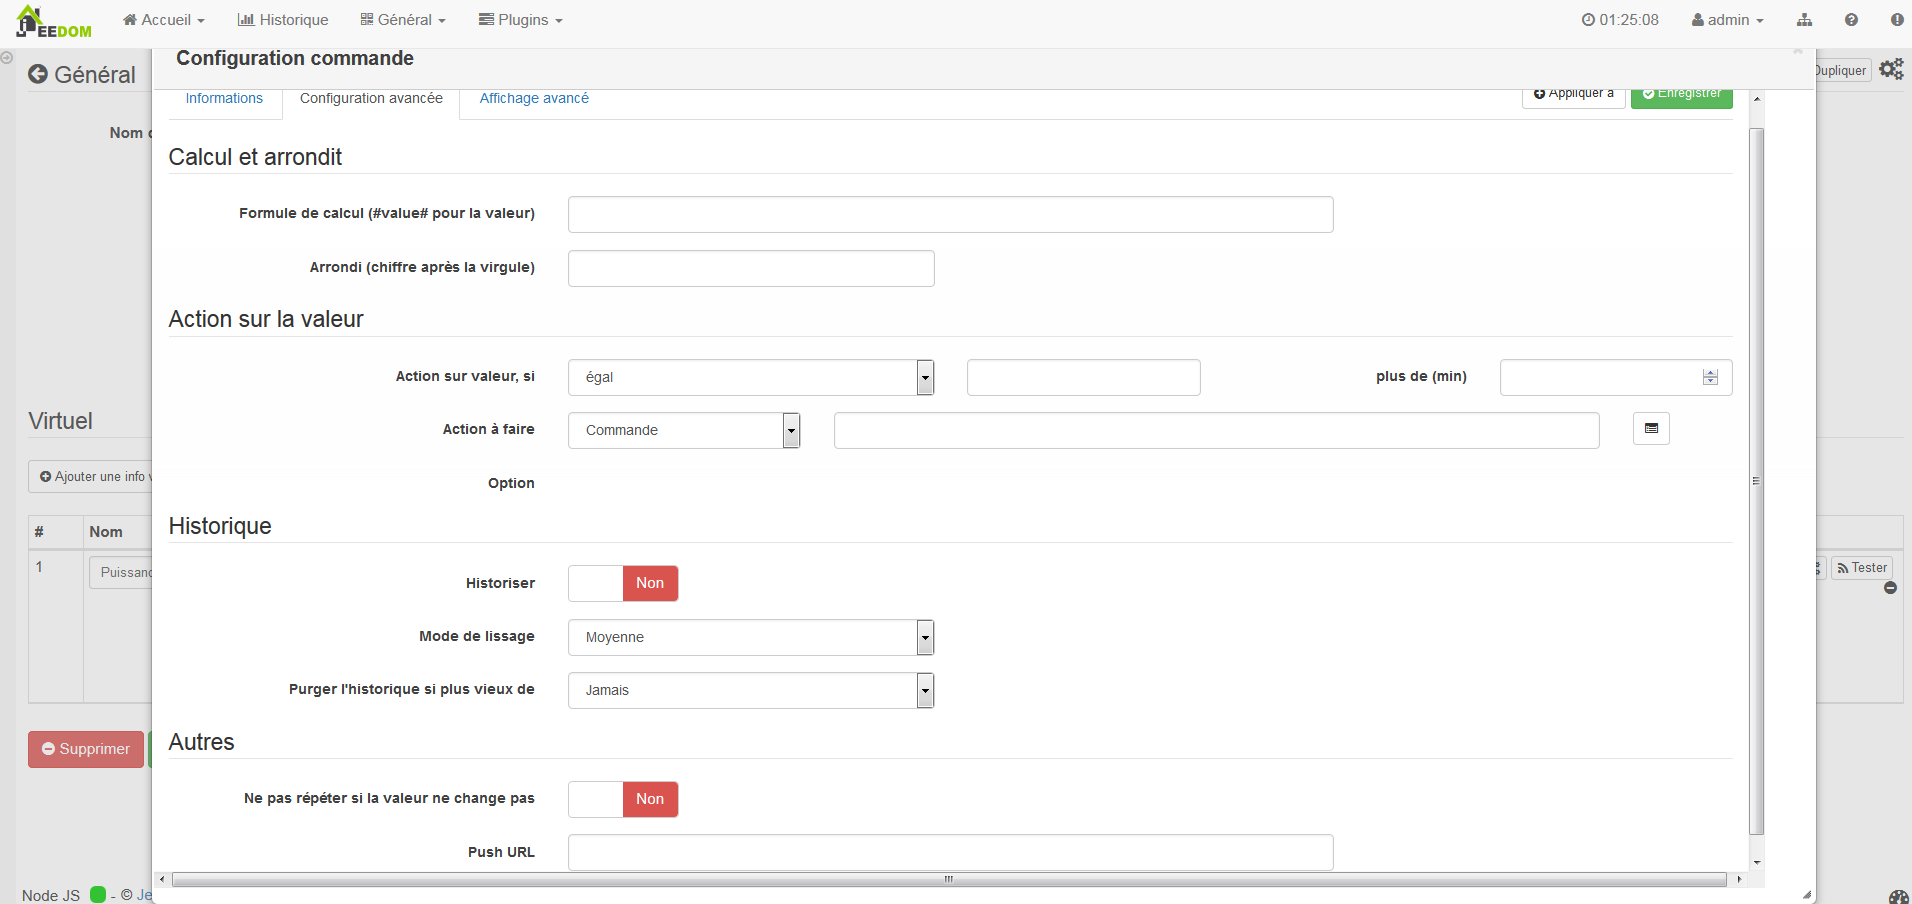 JEEDOM Accueil Historique Général Plugins 01:25:08 admin
Général
Dupliquer
Configuration commande
Informations Configuration avancée Affichage avancé Appliquer à Enregistrer
Nom
Calcul et arrondit
Formule de calcul (#value# pour la valeur)
Arrondi (chiffre après la virgule)
Action sur la valeur
Action sur valeur, si égal plus de (min)
Action à faire Commande
Option
Virtuel
Ajouter une info
# Nom
1
Tester
Historique
Historiser Non
Mode de lissage Moyenne
Purger l'historique si plus vieux de Jamais
Supprimer
Autres
Ne pas répéter si la valeur ne change pas Non
Push URL
Node JS - © Je